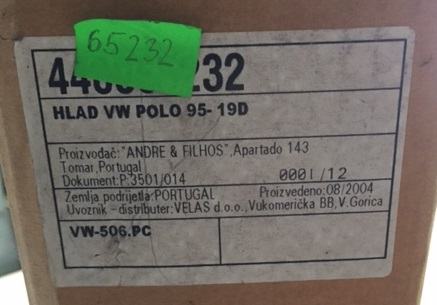 65232
232
HLAD VW POLO 95- 19D
Proizvođač:"ANDRE & FILHOS",Apartado 143
Tomar,Portugal
Dokument:P.3501/014 0001/12
Zemlja podrijetla:PORTUGAL Proizvedeno:08/2004
Uvoznik - distributer:VELAS d.o.o.,Vukomerička BB,V.Gorica
VW-506.PC